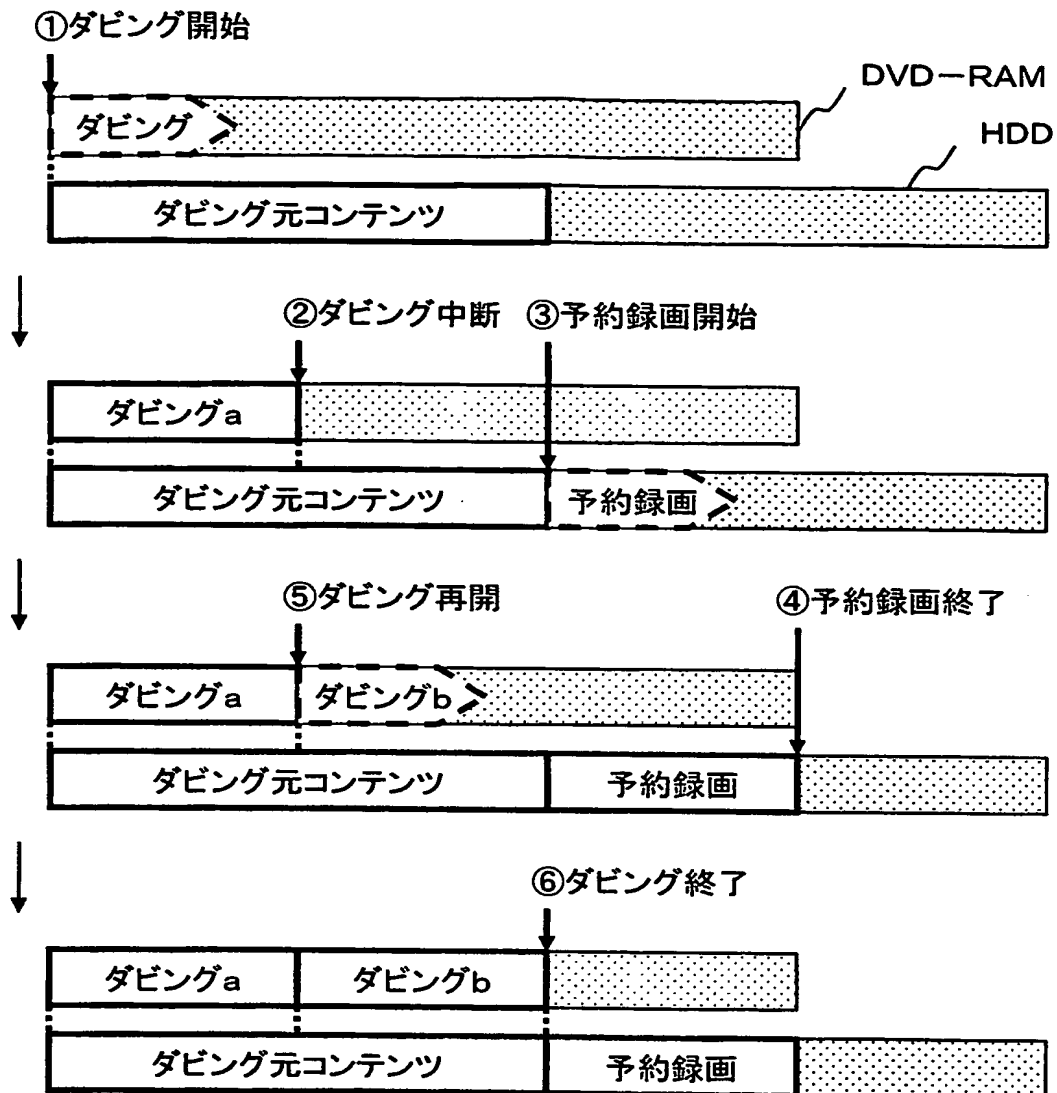 ①ダビング開始
DVD－RAM
ダビング
HDD
ダビング元コンテンツ
②ダビング中断 ③予約録画開始
ダビングa
ダビング元コンテンツ 予約録画
⑤ダビング再開 ④予約録画終了
ダビングa ダビングb
ダビング元コンテンツ 予約録画
⑥ダビング終了
ダビングa ダビングb
ダビング元コンテンツ 予約録画